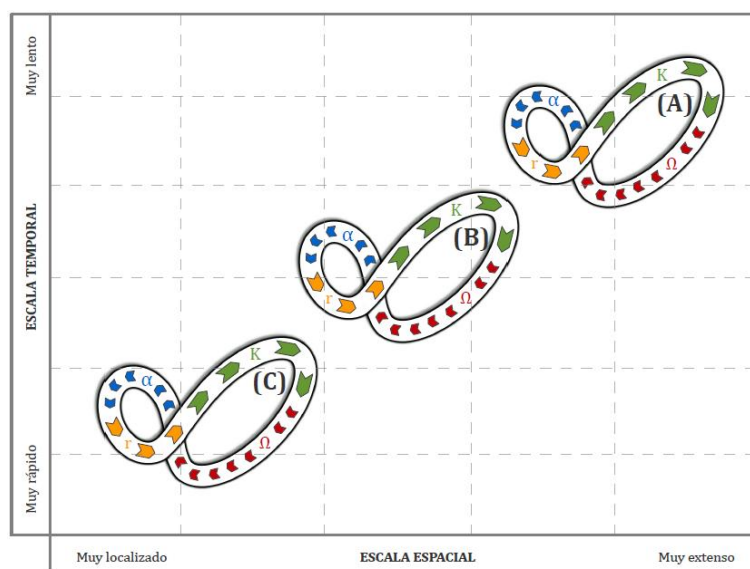 Muy lento
ESCALA TEMPORAL
Muy rápido
K
(A)
α
r
Ω
K
(B)
α
r
Ω
K
(C)
α
r
Ω
Muy localizado
ESCALA ESPACIAL
Muy extenso